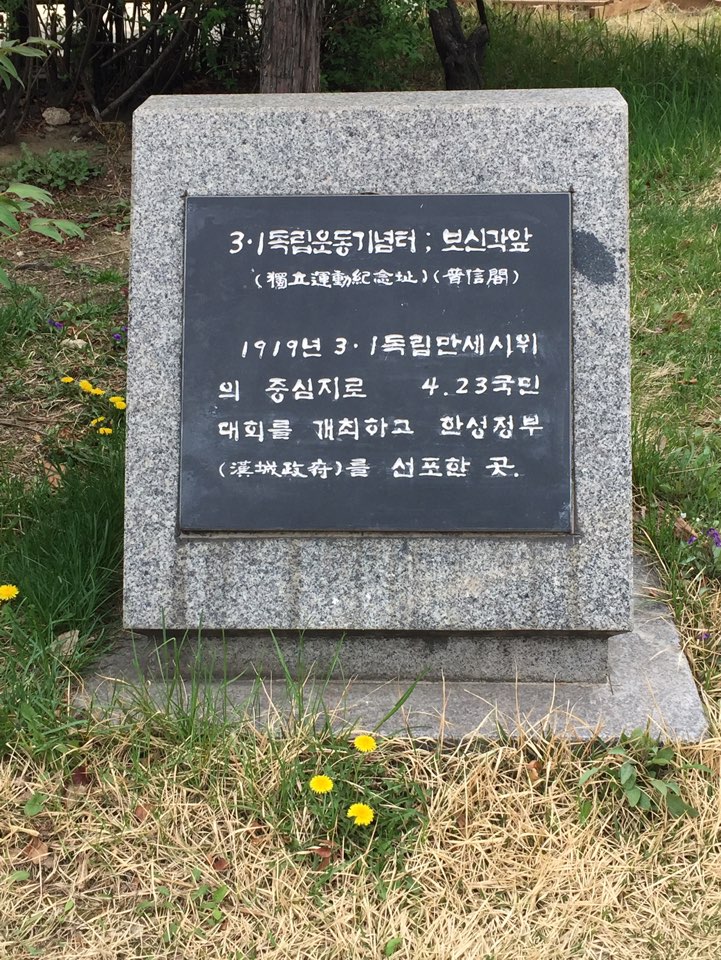 3·1독립운동기념터; 보신각앞
(獨立運動紀念址)(普信閣)
1919년 3·1독립만세시위
의 중심지로 4.23국민
대회를 개최하고 한성정부
(漢城政府)를 선포한 곳.